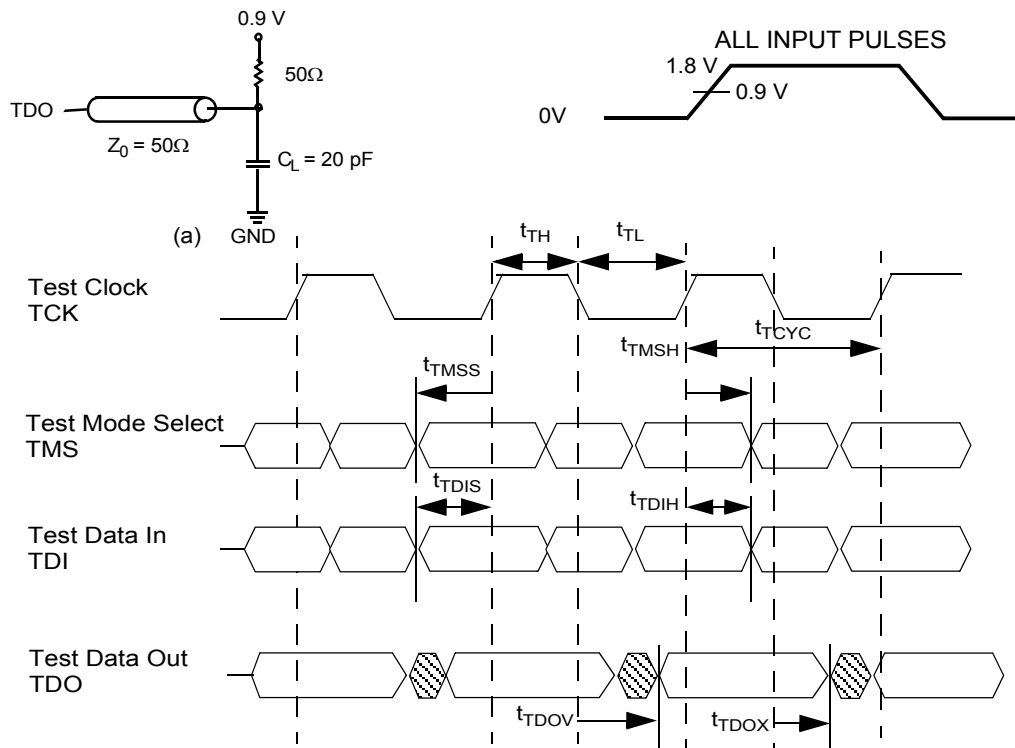 0.9 V
50Ω
TDO
Z0 = 50Ω
CL = 20 pF
(a) GND
ALL INPUT PULSES
1.8 V
0.9 V
0V
tTH
tTL
Test Clock
TCK
tTCYC
tTMSH
tTMSS
Test Mode Select
TMS
tTDIS
tTDIH
Test Data In
TDI
Test Data Out
TDO
tTDOV
tTDOX